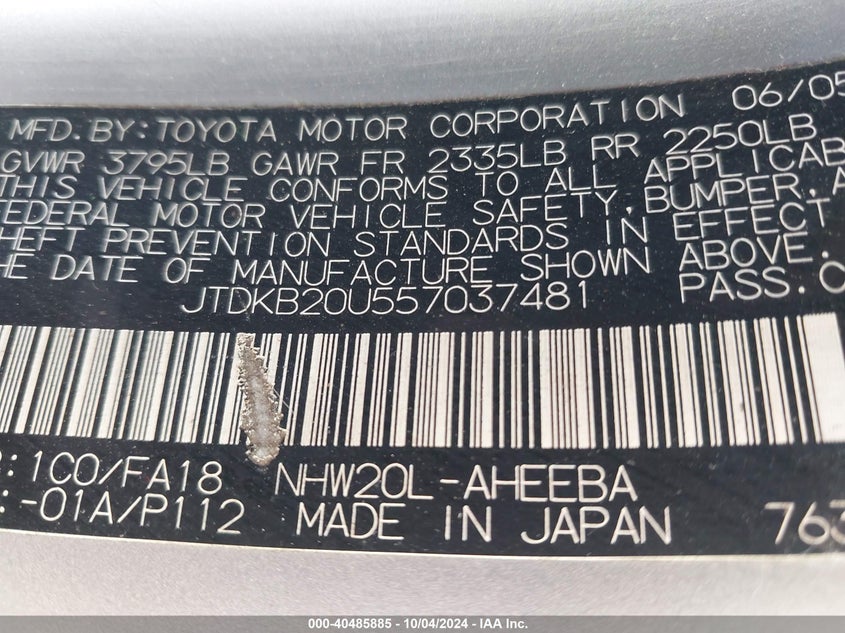 06/05
MFD. BY: TOYOTA MOTOR CORPORATION
GVWR 3795LB GAWR FR 2335LB RR 2250LB
THIS VEHICLE CONFORMS TO ALL APPLICAB
FEDERAL MOTOR VEHICLE SAFETY, BUMPER, A
HEFT PREVENTION STANDARDS IN EFFECT
HE DATE OF MANUFACTURE SHOWN ABOVE.
JTDKB20U557037481 PASS. C
: 1C0/FA18 NHW20L-AHEEBA
: -01A/P112 MADE IN JAPAN 763
000-40485885 - 10/04/2024 - IAA Inc.